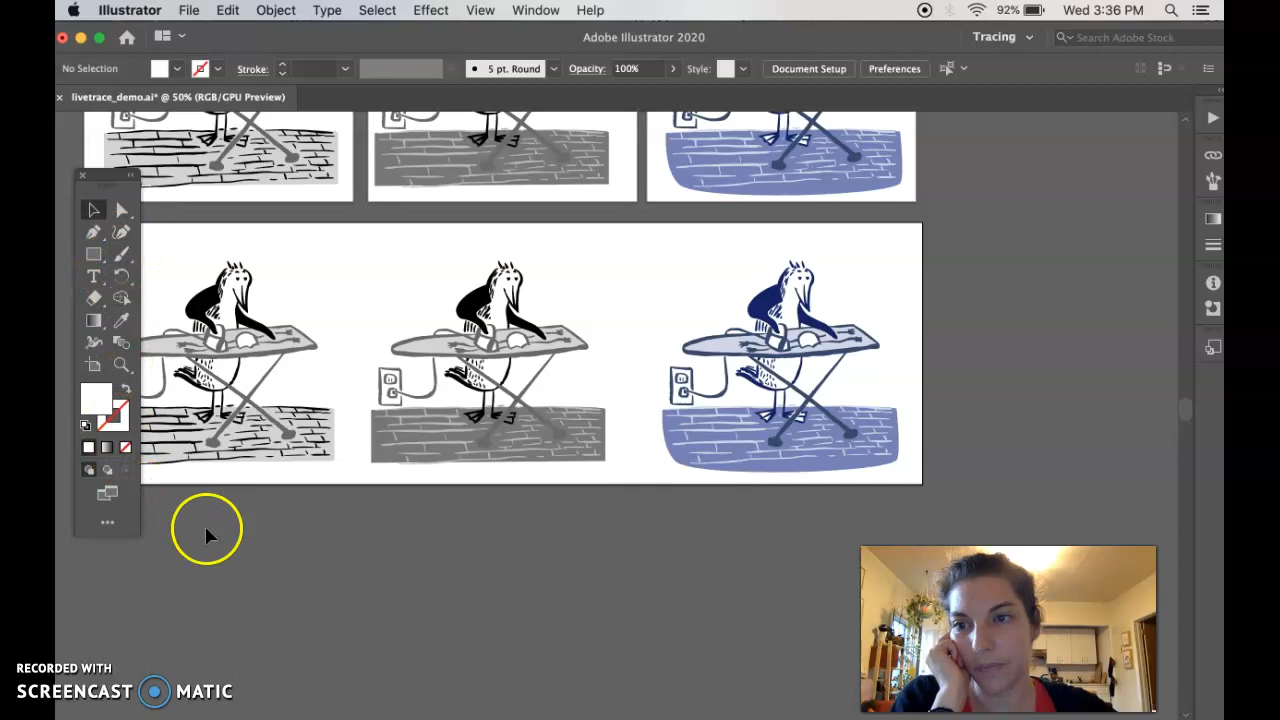 Illustrator File Edit Object Type Select Effect View Window Help 92% Wed 3:36 PM
Adobe Illustrator 2020 Tracing Search Adobe Stock
No Selection Stroke: 5 pt. Round Opacity: 100% Style: Document Setup Preferences
livetrace_demo.ai* @ 50% (RGB/GPU Preview)
RECORDED WITH
SCREENCAST MATIC